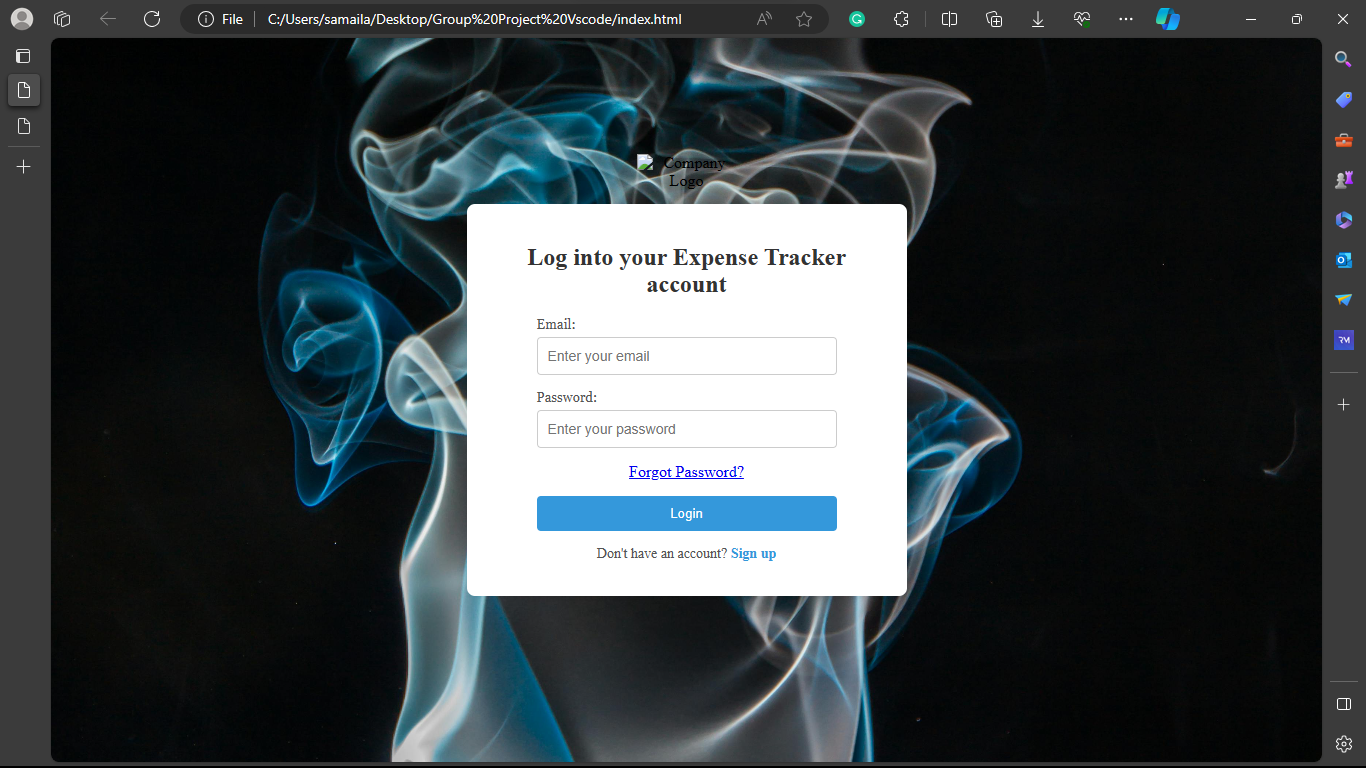 File
C:/Users/samaila/Desktop/Group%20Project%20Vscode/index.html
Company
Logo
Log into your Expense Tracker
account
Email:
Enter your email
Password:
Enter your password
Forgot Password?
Login
Don't have an account? Sign up
RM